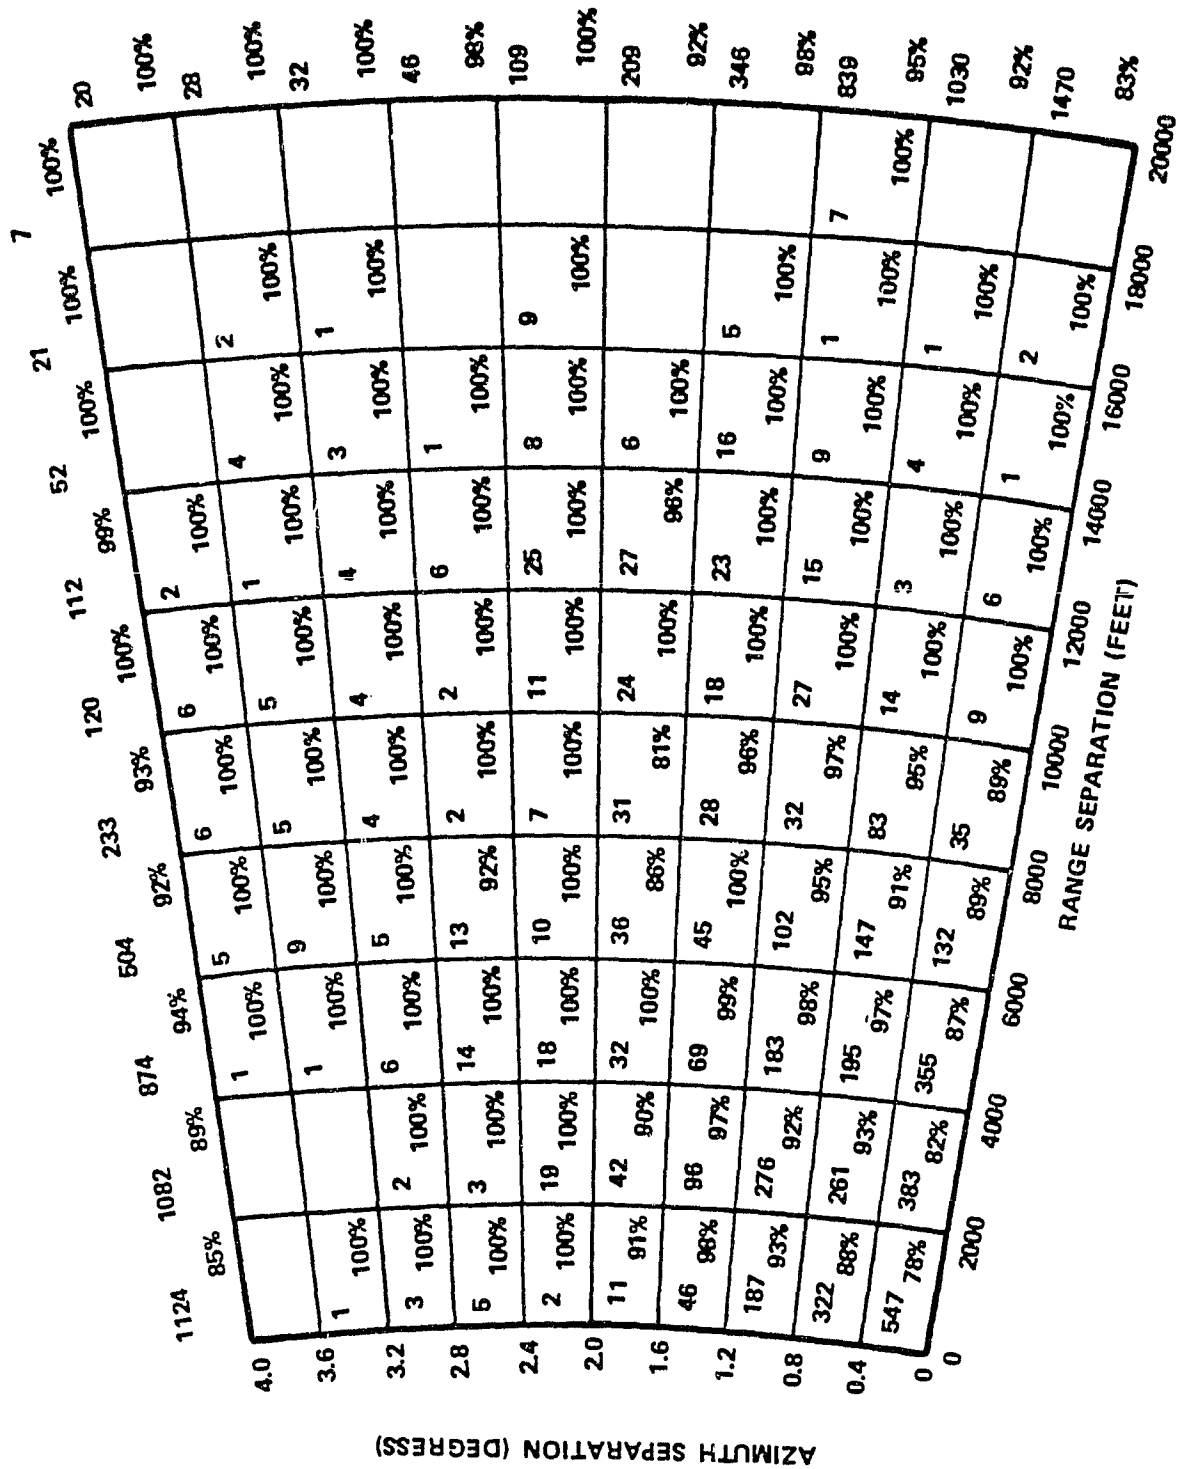 1124 85% 1082 89% 874 94% 504 92% 233 93% 120 100% 112 99% 52 100% 21 100% 7 100%
AZIMUTH SEPARATION (DEGREES)
4.0
1 5 6 6 2 20
100% 100% 100% 100% 100% 100%
3.6
1 1 9 5 5 1 4 2 28
100% 100% 100% 100% 100% 100% 100% 100% 100%
3.2
3 2 6 5 4 4 4 3 1 32
100% 100% 100% 100% 100% 100% 100% 100% 100% 100%
2.8
5 3 14 13 2 2 6 1 46
100% 100% 100% 92% 100% 100% 100% 100% 98%
2.4
2 19 18 10 7 11 25 8 9 109
100% 100% 100% 100% 100% 100% 100% 100% 100% 100%
2.0
11 42 32 36 31 24 27 6 209
91% 90% 100% 86% 81% 100% 96% 100% 92%
1.6
46 96 69 45 28 18 23 16 5 346
98% 97% 99% 100% 96% 100% 100% 100% 100% 98%
1.2
187 276 183 102 32 27 15 9 1 7 839
93% 92% 98% 95% 97% 100% 100% 100% 100% 100% 95%
0.8
322 261 195 147 83 14 3 4 1 1030
88% 93% 97% 91% 95% 100% 100% 100% 100% 92%
0.4
547 383 355 132 35 9 6 1 2 1470
78% 82% 87% 89% 89% 100% 100% 100% 100% 83%
0
0 2000 4000 6000 8000 10000 12000 14000 16000 18000 20000
RANGE SEPARATION (FEET)